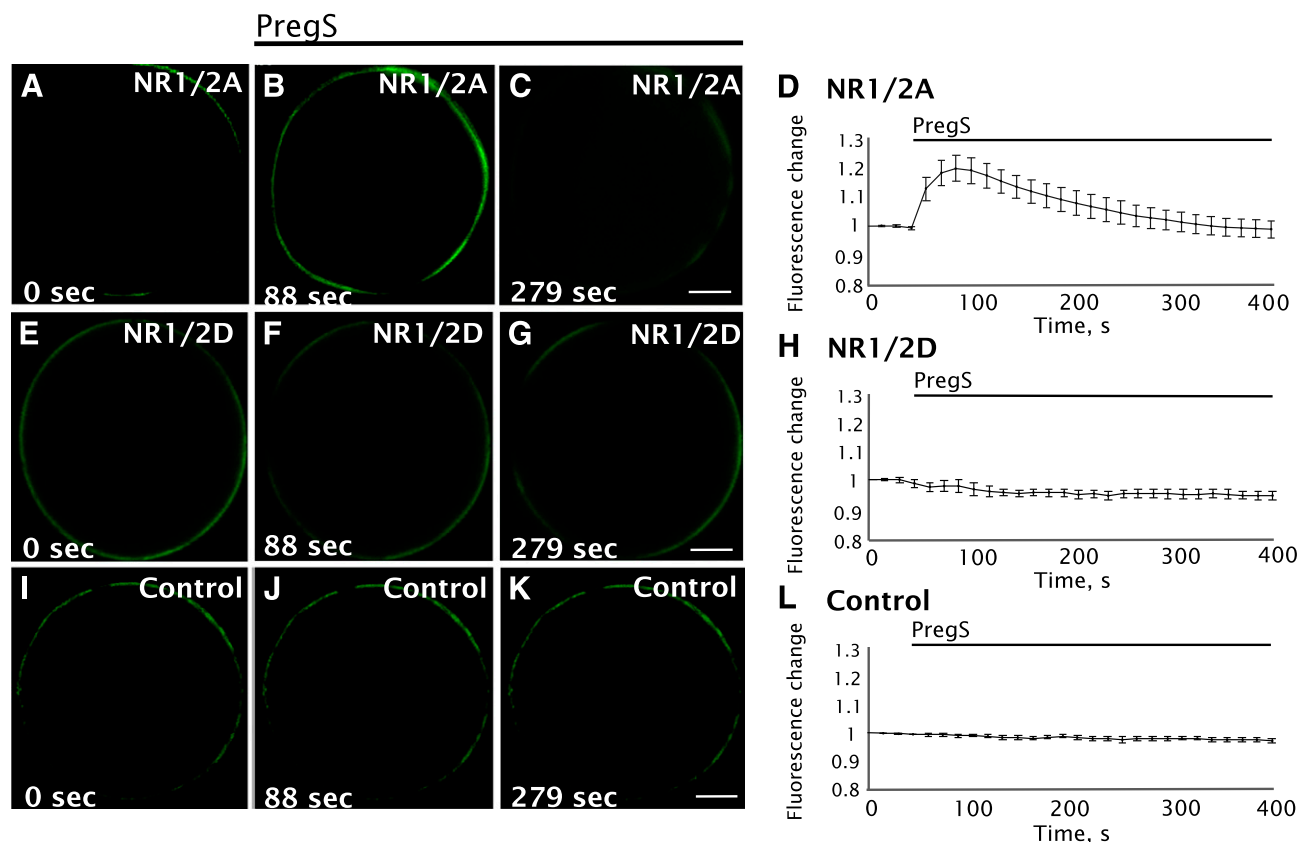 PregS
A NR1/2A
0 sec
B NR1/2A
88 sec
C NR1/2A
279 sec
D NR1/2A
PregS
Fluorescence change
1.3
1.2
1.1
1
0.9
0.8
0 100 200 300 400
Time, s
E NR1/2D
0 sec
F NR1/2D
88 sec
G NR1/2D
279 sec
H NR1/2D
PregS
Fluorescence change
1.3
1.2
1.1
1
0.9
0.8
0 100 200 300 400
Time, s
I Control
0 sec
J Control
88 sec
K Control
279 sec
L Control
PregS
Fluorescence change
1.3
1.2
1.1
1
0.9
0.8
0 100 200 300 400
Time, s